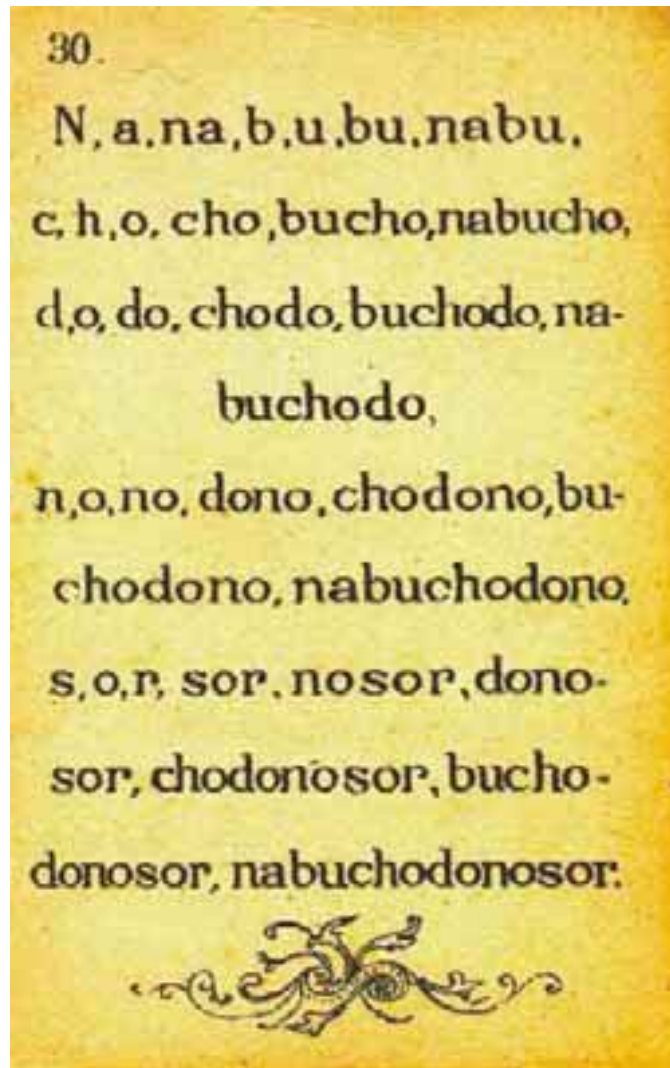 30.
N, a, na, b, u, bu, nabu,
c, h, o, cho, bucho, nabucho,
d, o, do, chodo, buchodo, na-
buchodo,
n, o, no, dono, chodono, bu-
chodono, nabuchodono,
s, o, r, sor, nosor, dono-
sor, chodonosor, bucho-
donosor, nabuchodonosor.